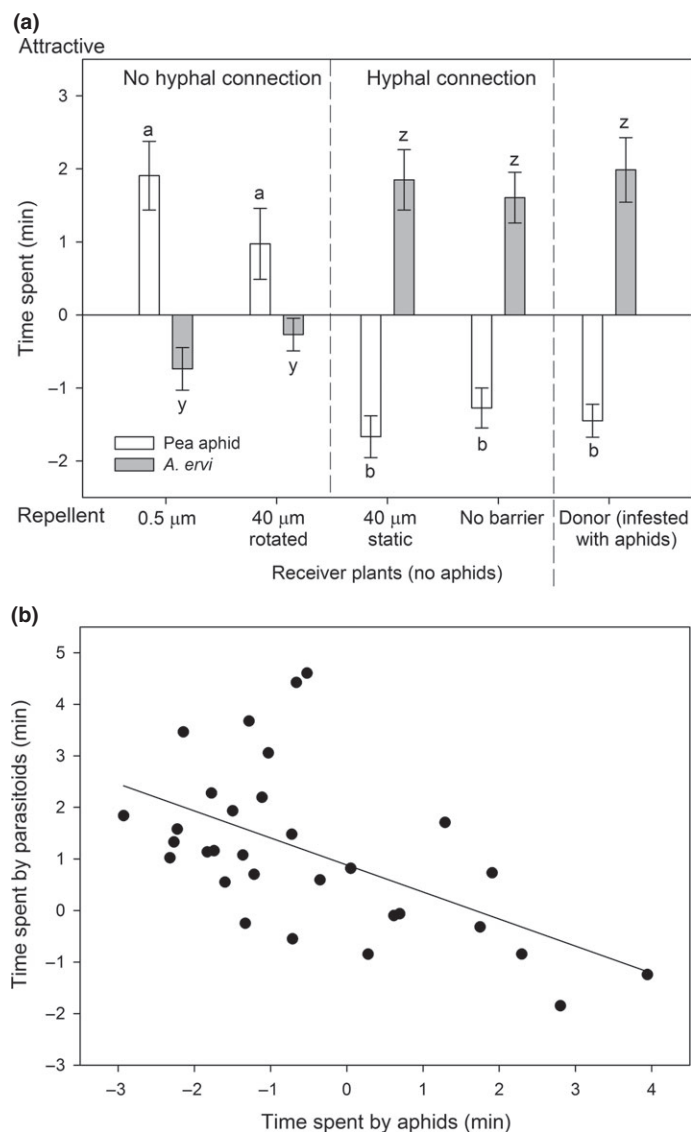 (a)
Attractive
No hyphal connection
Hyphal connection
3
2
1
0
−1
−2
Time spent (min)
a
y
a
y
z
b
z
b
z
b
Pea aphid
A. ervi
Repellent
0.5 μm
40 μm
rotated
40 μm
static
No barrier
Donor (infested
with aphids)
Receiver plants (no aphids)
(b)
5
4
3
2
1
0
−1
−2
−3
Time spent by parasitoids (min)
−3
−2
−1
0
1
2
3
4
Time spent by aphids (min)